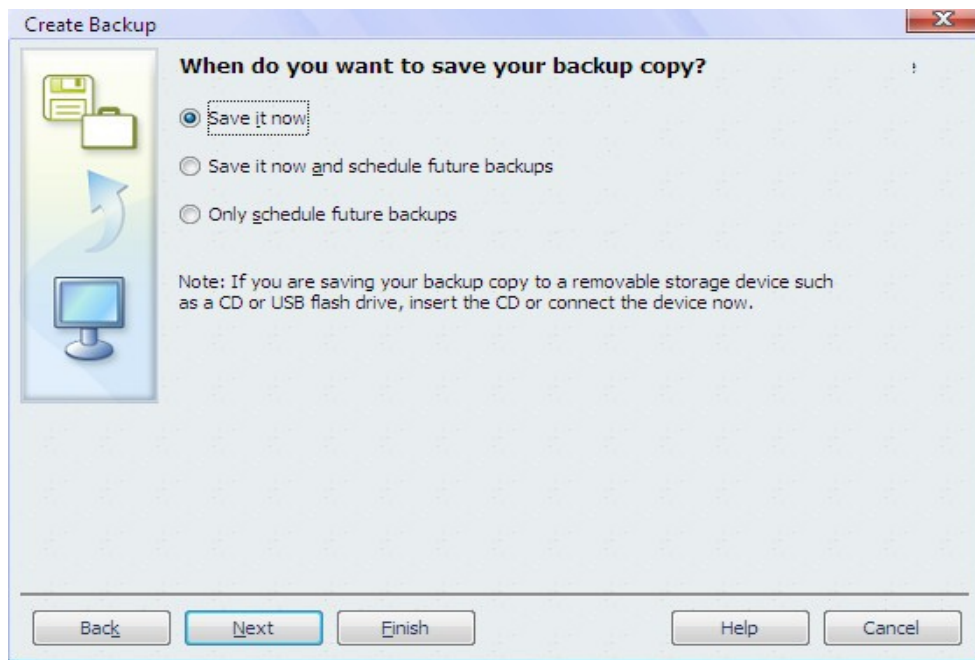 Create Backup
When do you want to save your backup copy?
Save it now
Save it now and schedule future backups
Only schedule future backups
Note: If you are saving your backup copy to a removable storage device such
as a CD or USB flash drive, insert the CD or connect the device now.
Back
Next
Finish
Help
Cancel